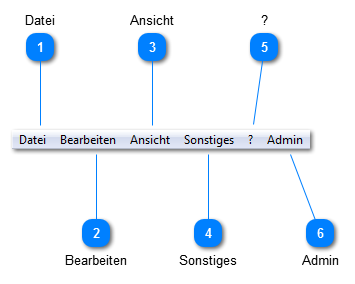 Datei Ansicht ?
1 3 5
Datei Bearbeiten Ansicht Sonstiges ? Admin
2 4 6
Bearbeiten Sonstiges Admin